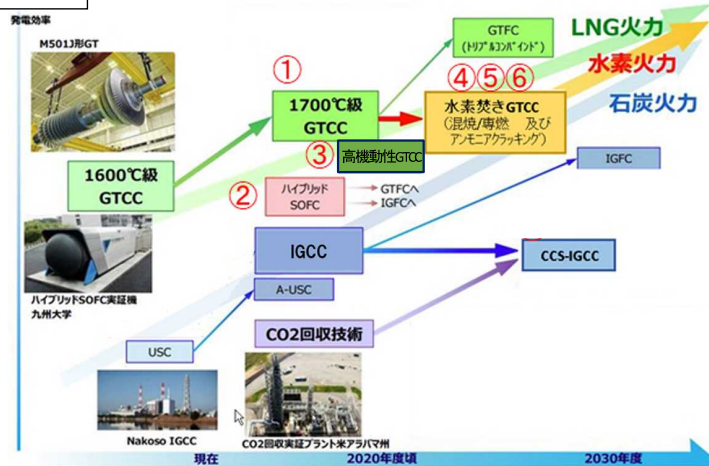 発電効率
M501J形GT
1600℃級
GTCC
ハイブリッドSOFC実証機
九州大学
①
1700℃級
GTCC
③
高機動性GTCC
②
ハイブリッド
SOFC
GTFCへ
IGFCへ
GTFC
(トリプルコンバインド)
④⑤⑥
水素焚きGTCC
(混焼/専燃 及び
アンモニアクラッキング)
LNG火力
水素火力
石炭火力
IGFC
IGCC
CCS-IGCC
A-USC
USC
CO2回収技術
Nakoso IGCC
CO2回収実証プラント米アラバマ州
現在
2020年度頃
2030年度